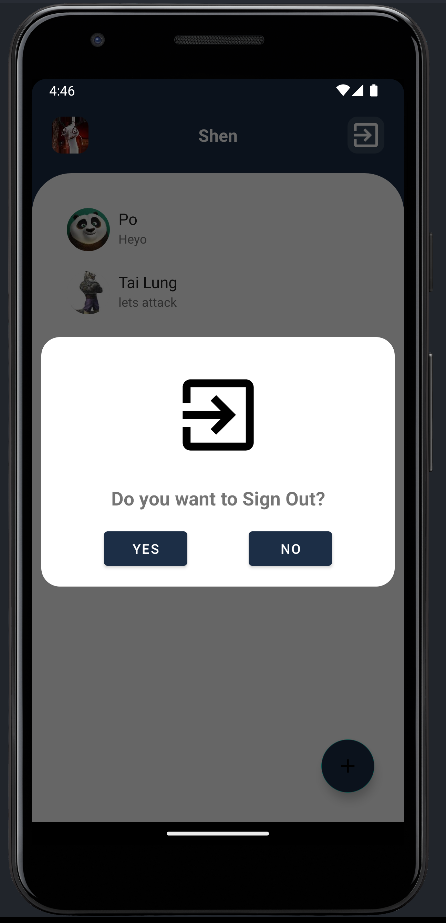 4:46
Shen
Po
Heyo
Tai Lung
lets attack
Do you want to Sign Out?
YES NO
+